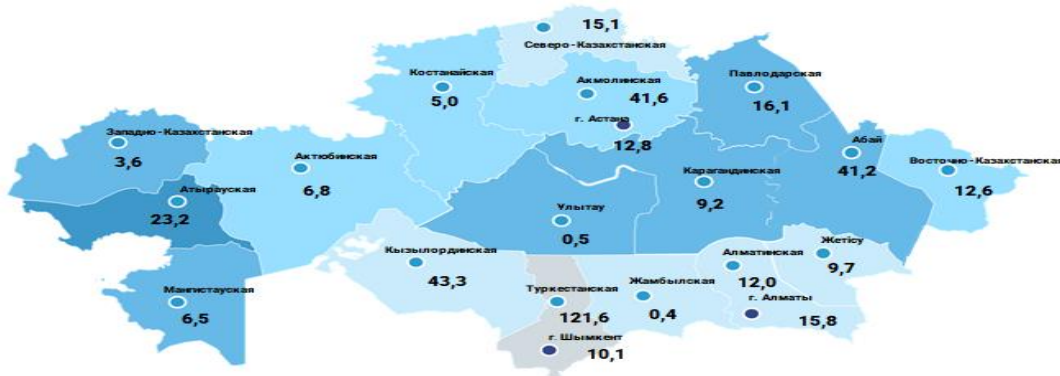 15,1
Северо-Казахстанская
Костанайская
5,0
Акмолинская
41,6
Павлодарская
16,1
г. Астана
12,8
Западно-Казахстанская
3,6
Актюбинская
6,8
Абай
41,2
Восточно-Казахстанская
12,6
Атырауская
23,2
Карагандинская
9,2
Ұлытау
0,5
Кызылординская
43,3
Алматинская
12,0
Жетісу
9,7
Мангистауская
6,5
Туркестанская
121,6
Жамбылская
0,4
г. Алматы
15,8
г. Шымкент
10,1